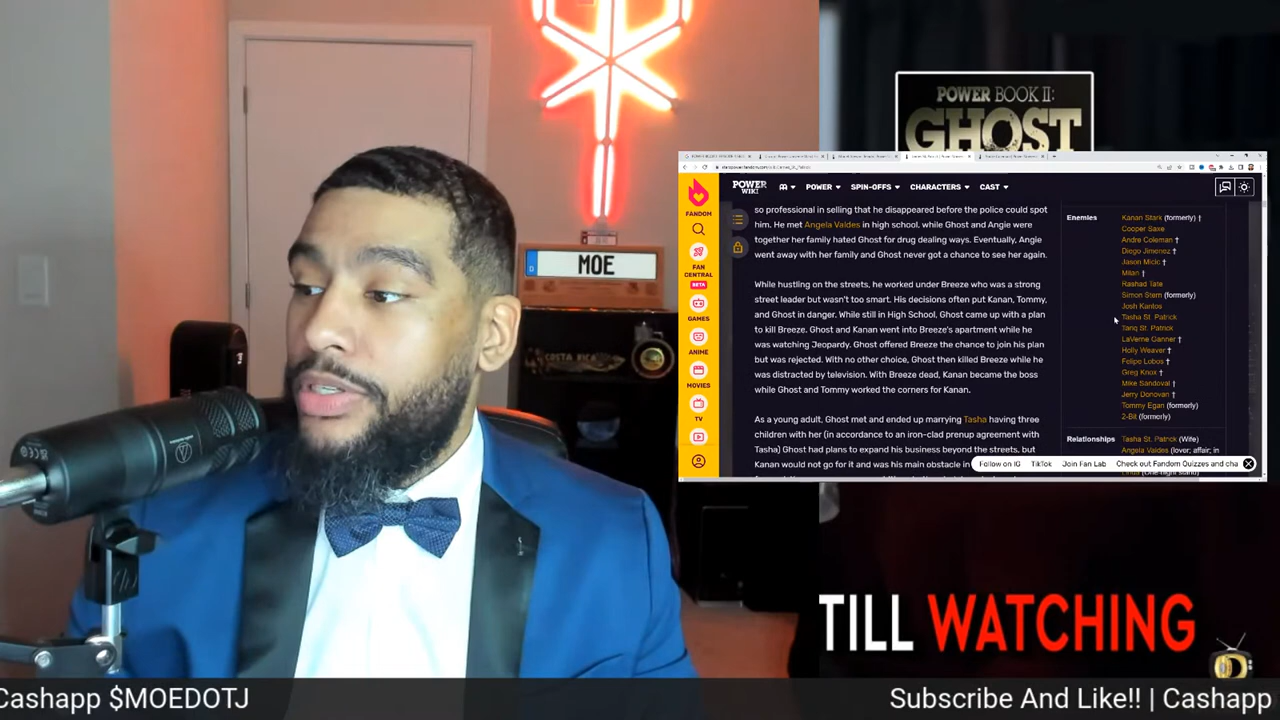 POWER BOOK II:
GHOST
MOE
COSTA RICA
POWER
WIKI
POWER
SPIN-OFFS
CHARACTERS
CAST
FANDOM
FAN
CENTRAL
BETA
GAMES
ANIME
MOVIES
TV
so professional in selling that he disappeared before the police could spot
him. He met Angela Valdes in high school, while Ghost and Angie were
together her family hated Ghost for drug dealing ways. Eventually, Angie
went away with her family and Ghost never got a chance to see her again.
While hustling on the streets, he worked under Breeze who was a strong
street leader but wasn't too smart. His decisions often put Kanan, Tommy,
and Ghost in danger. While still in High School, Ghost came up with a plan
to kill Breeze. Ghost and Kanan went into Breeze's apartment while he
was watching Jeopardy. Ghost offered Breeze the chance to join his plan
but was rejected. With no other choice, Ghost then killed Breeze while he
was distracted by television. With Breeze dead, Kanan became the boss
while Ghost and Tommy worked the corners for Kanan.
As a young adult, Ghost met and ended up marrying Tasha having three
children with her (in accordance to an iron-clad prenup agreement with
Tasha) Ghost had plans to expand his business beyond the streets, but
Kanan would not go for it and was his main obstacle in
Enemies
Kanan Stark (formerly) †
Cooper Saxe
Andre Coleman †
Diego Jimenez †
Jason Micic †
Milan †
Rashad Tate
Simon Stern (formerly)
Josh Kantos
Tasha St. Patrick
Tariq St. Patrick
LaVerne Ganner †
Holly Weaver †
Felipo Lobos †
Greg Knox †
Mike Sandoval †
Jerry Donovan †
Tommy Egan (formerly)
2-Bit (formerly)
Relationships
Tasha St. Patrick (Wife)
Angela Valdes (lover; affair; in
Follow on IG TikTok Join Fan Lab Check out Fandom Quizzes and cha
TILL WATCHING
Cashapp $MOEDOTJ
Subscribe And Like!! | Cashapp